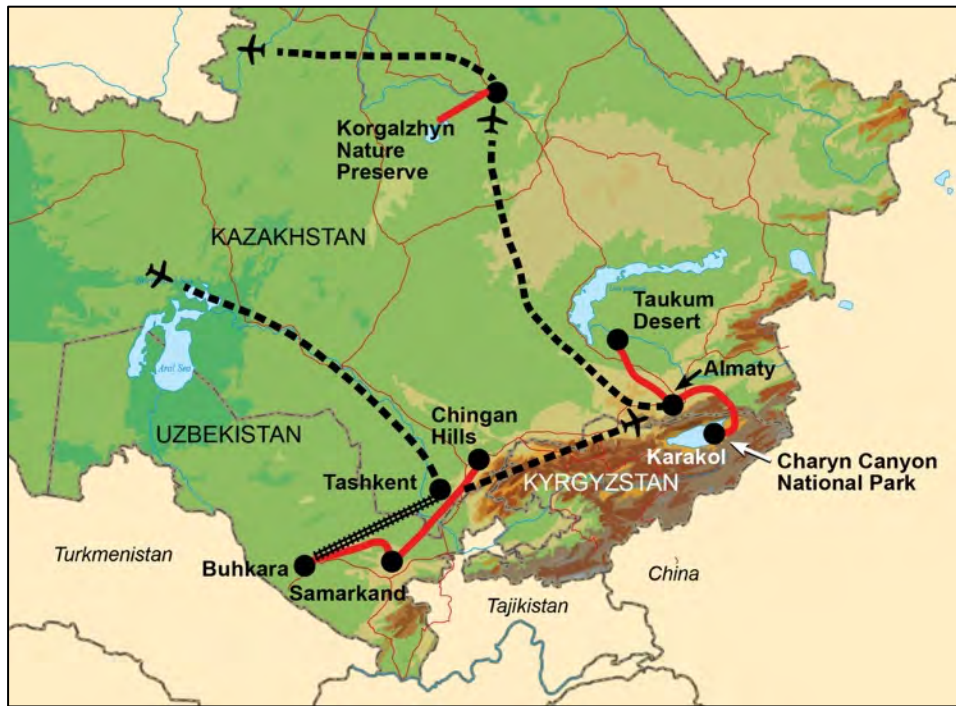 Korgalzhyn
Nature
Preserve
KAZAKHSTAN
Taukum
Desert
Almaty
Aral Sea
Chingan
Hills
UZBEKISTAN
Karakol
Charyn Canyon
National Park
Tashkent
KYRGYZSTAN
Turkmenistan
Buhkara
Samarkand
China
Tajikistan